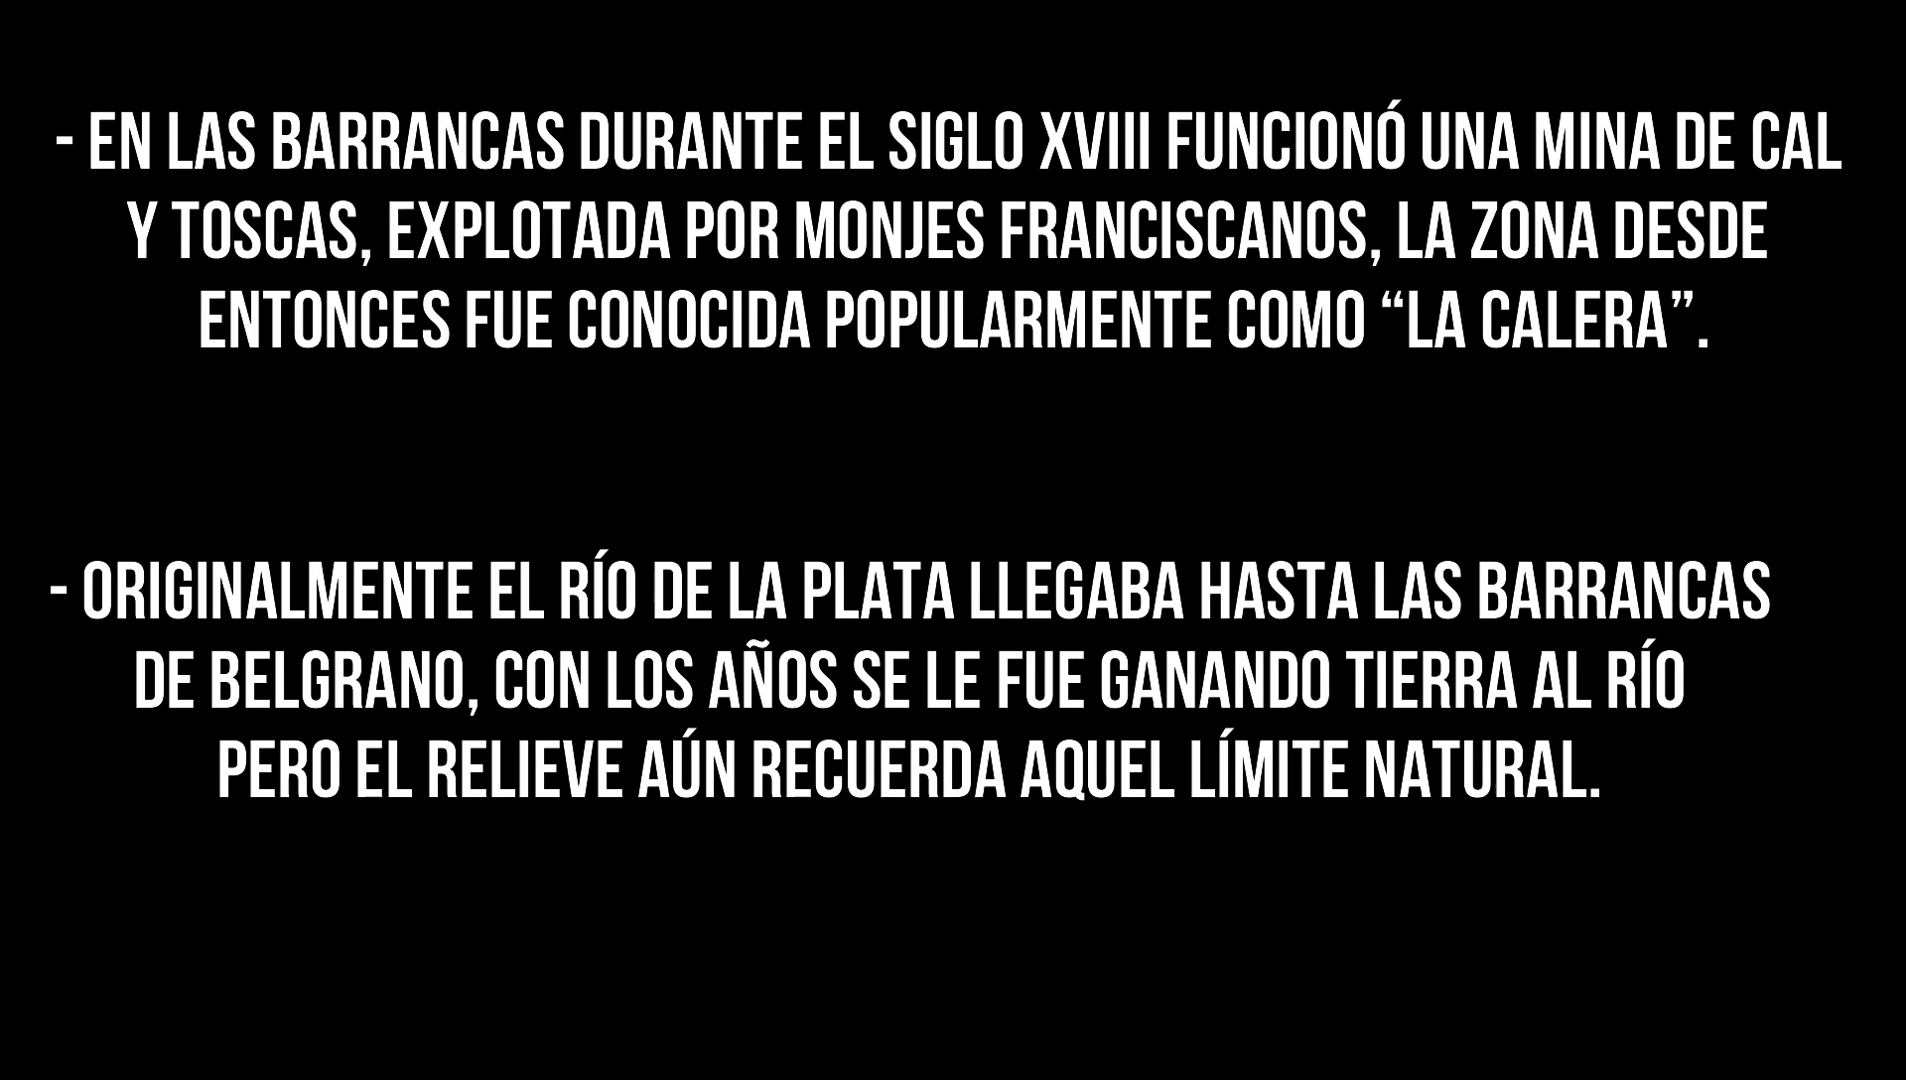 - EN LAS BARRANCAS DURANTE EL SIGLO XVIII FUNCIONÓ UNA MINA DE CAL
Y TOSCAS, EXPLOTADA POR MONJES FRANCISCANOS, LA ZONA DESDE
ENTONCES FUE CONOCIDA POPULARMENTE COMO “LA CALERA”.
- ORIGINALMENTE EL RÍO DE LA PLATA LLEGABA HASTA LAS BARRANCAS
DE BELGRANO, CON LOS AÑOS SE LE FUE GANANDO TIERRA AL RÍO
PERO EL RELIEVE AÚN RECUERDA AQUEL LÍMITE NATURAL.